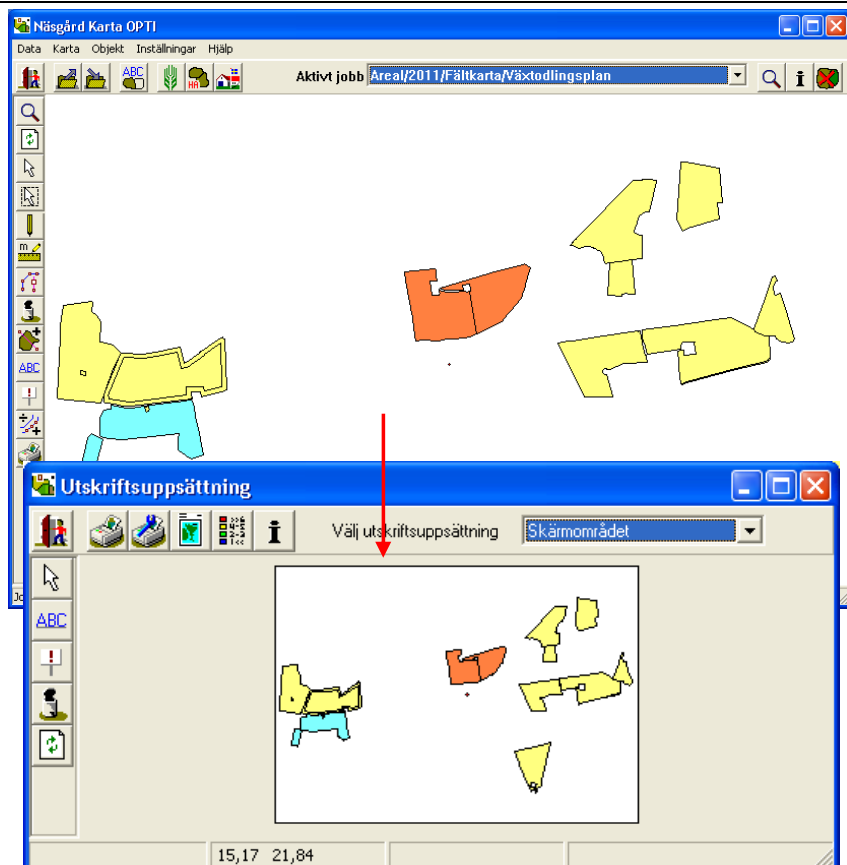 Näsgård Karta OPTI
Data Karta Objekt Inställningar Hjälp
ABC HA Aktivt jobb Areal/2011/Fältkarta/Växtodlingsplan i
m
ABC
Utskriftsuppsättning
i Välj utskriftsuppsättning Skärmområdet
ABC
15,17 21,84